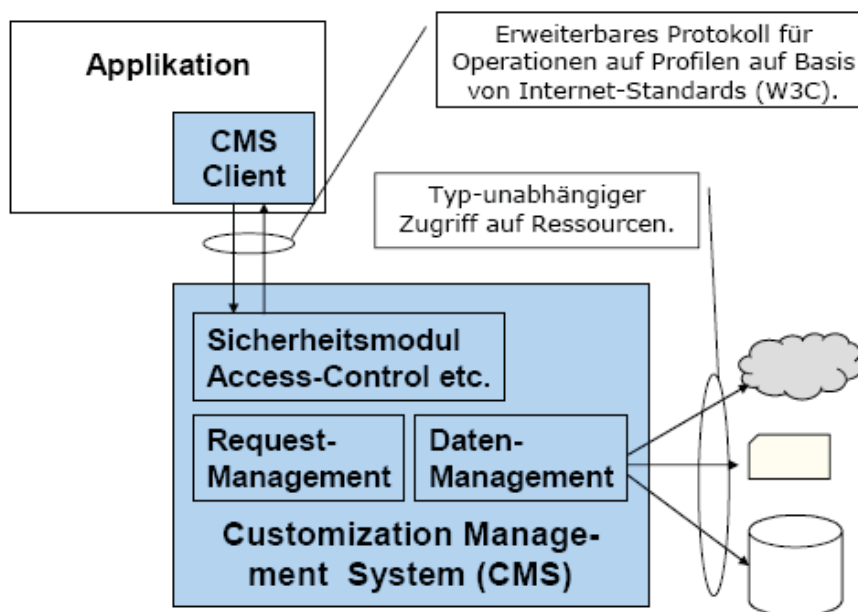 Applikation
CMS
Client
Erweiterbares Protokoll für
Operationen auf Profilen auf Basis
von Internet-Standards (W3C).
Typ-unabhängiger
Zugriff auf Ressourcen.
Sicherheitsmodul
Access-Control etc.
Request-
Management
Daten-
Management
Customization Manage-
ment System (CMS)